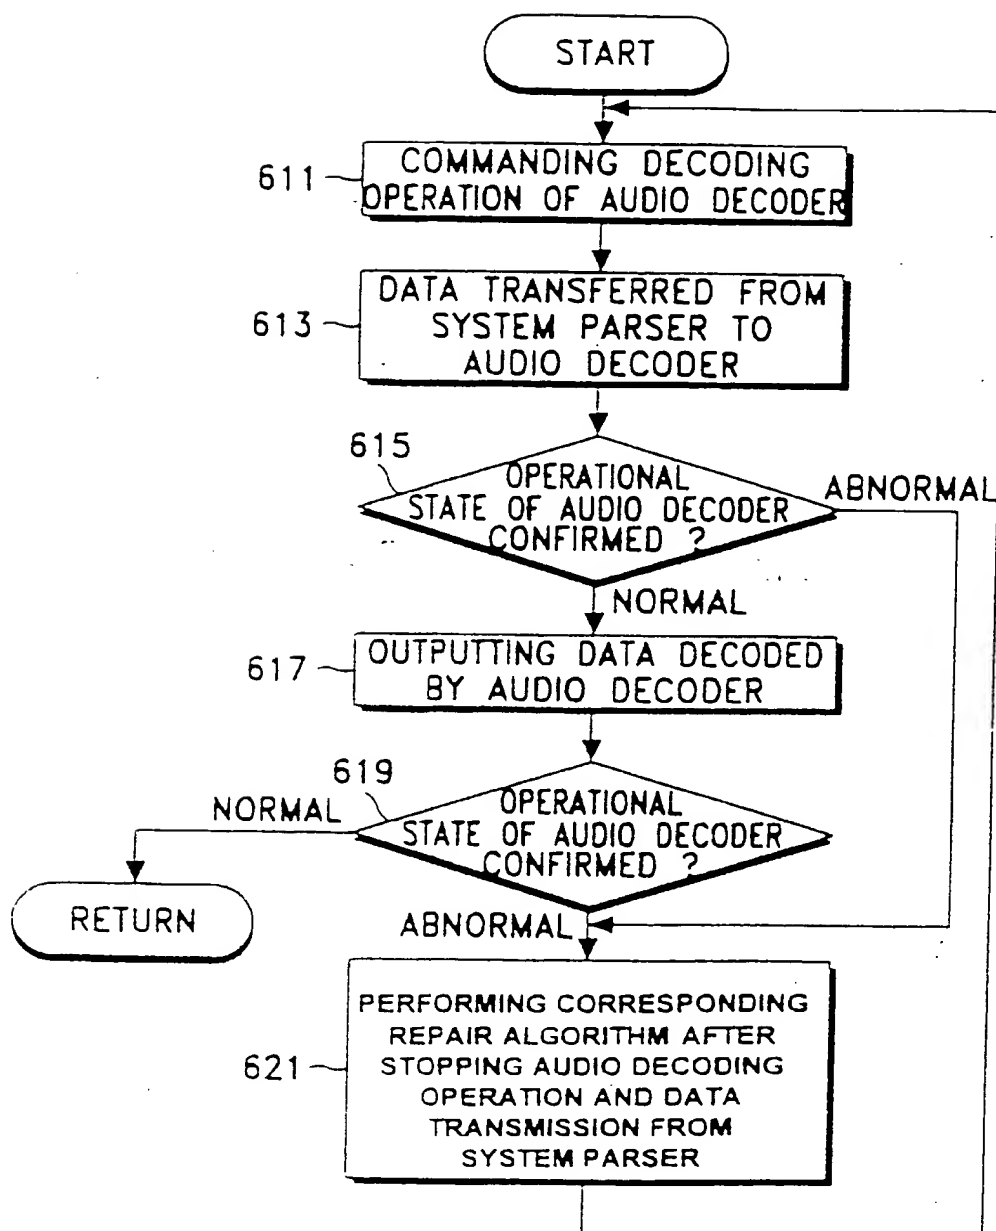 START
611
COMMANDING DECODING
OPERATION OF AUDIO DECODER
613
DATA TRANSFERRED FROM
SYSTEM PARSER TO
AUDIO DECODER
615
OPERATIONAL
STATE OF AUDIO DECODER
CONFIRMED ?
ABNORMAL
NORMAL
617
OUTPUTTING DATA DECODED
BY AUDIO DECODER
619
OPERATIONAL
STATE OF AUDIO DECODER
CONFIRMED ?
NORMAL
RETURN
ABNORMAL
621
PERFORMING CORRESPONDING
REPAIR ALGORITHM AFTER
STOPPING AUDIO DECODING
OPERATION AND DATA
TRANSMISSION FROM
SYSTEM PARSER